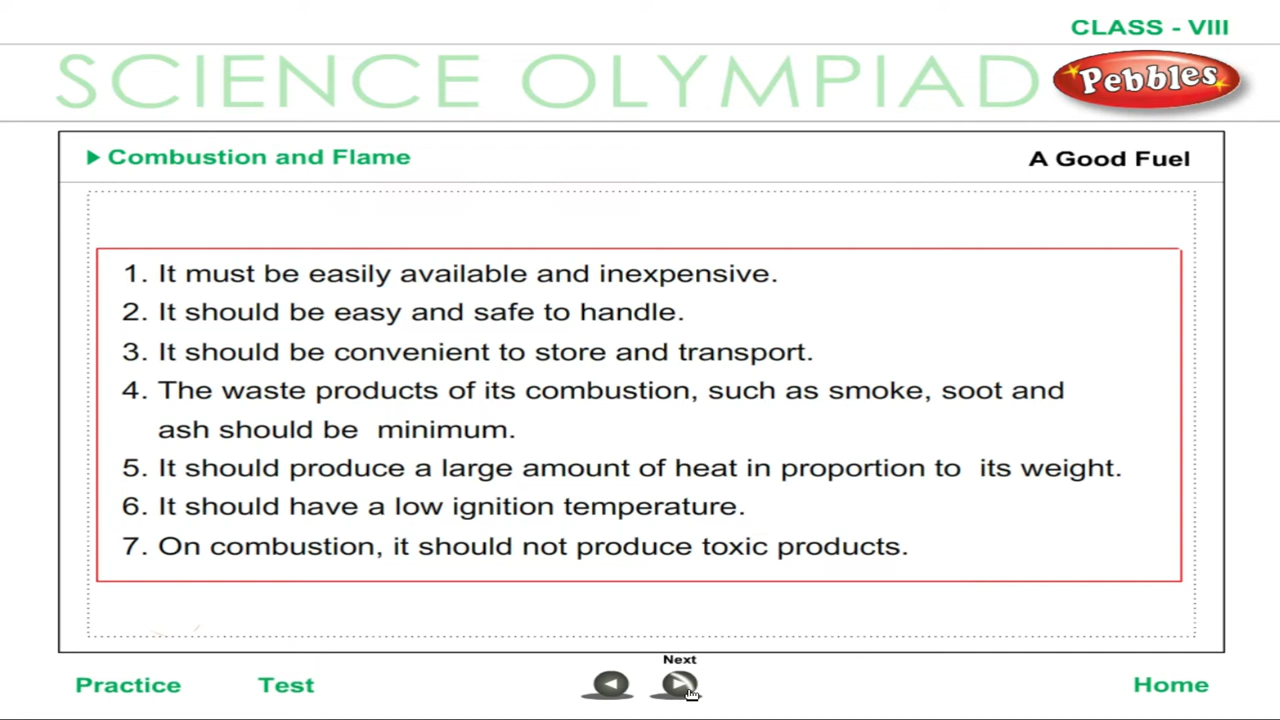 CLASS - VIII
SCIENCE OLYMPIAD
Pebbles
Combustion and Flame
A Good Fuel
1. It must be easily available and inexpensive.
2. It should be easy and safe to handle.
3. It should be convenient to store and transport.
4. The waste products of its combustion, such as smoke, soot and
ash should be minimum.
5. It should produce a large amount of heat in proportion to its weight.
6. It should have a low ignition temperature.
7. On combustion, it should not produce toxic products.
Next
Practice
Test
Home